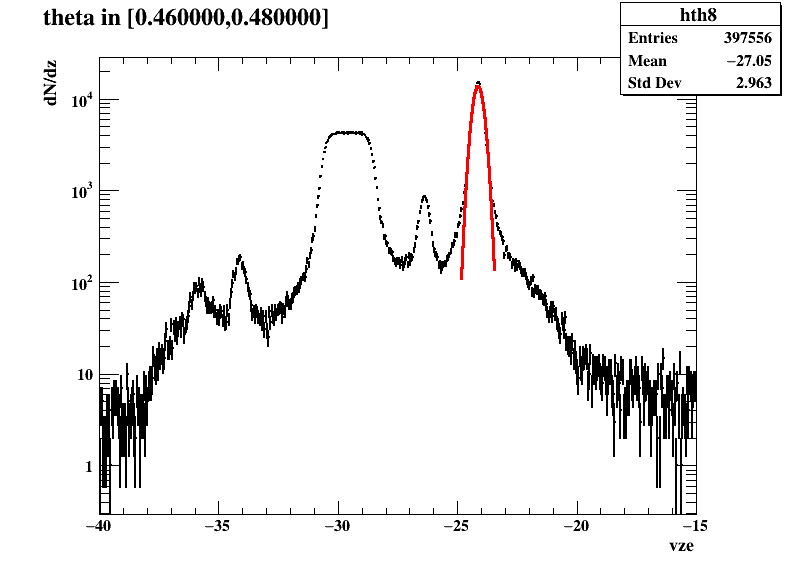 theta in [0.460000,0.480000]
hth8
Entries 397556
Mean −27.05
Std Dev 2.963
dN/dz
10^4
10^3
10^2
10
1
−40 −35 −30 −25 −20 −15
vze